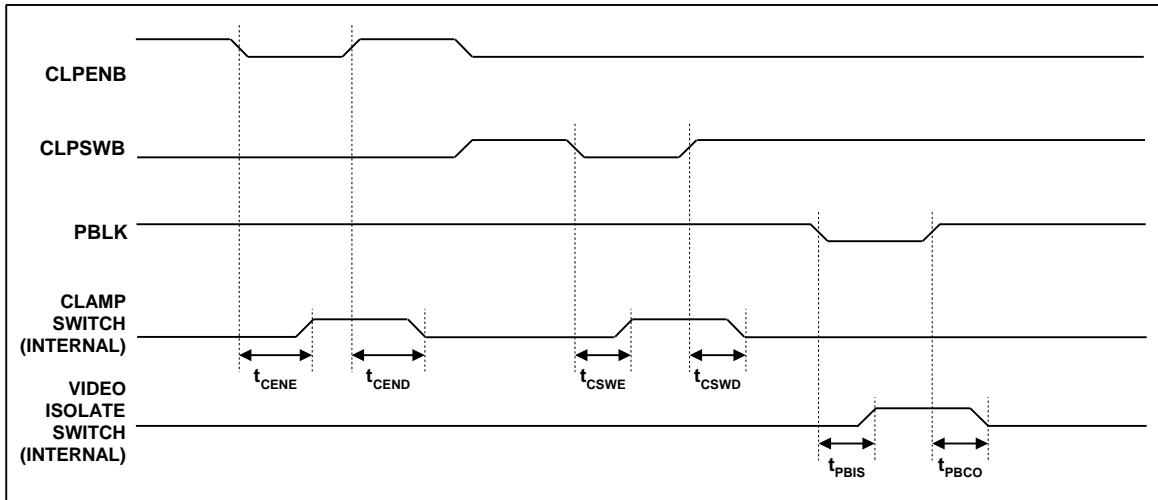 CLPENB
CLPSWB
PBLK
CLAMP
SWITCH
(INTERNAL)
tCENE tCEND tCSWE tCSWD
VIDEO
ISOLATE
SWITCH
(INTERNAL)
tPBIS tPBCO